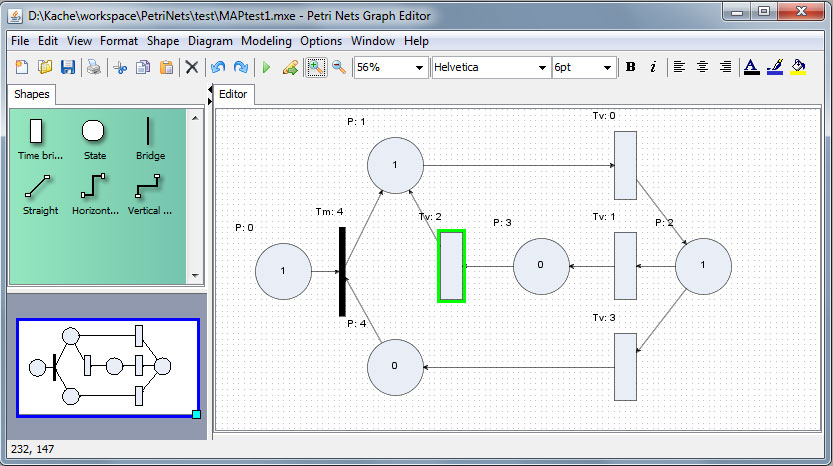 D:\Kache\workspace\PetriNets\test\MAPtest1.mxe - Petri Nets Graph Editor
File Edit View Format Shape Diagram Modeling Options Window Help
56% Helvetica 6pt B i A
Shapes
Editor
Time bri... State Bridge
Straight Horizont... Vertical ...
P: 1
Tv: 0
1
Tm: 4
Tv: 2
P: 3
Tv: 1
P: 2
P: 0
1
0
1
P: 4
Tv: 3
0
232, 147